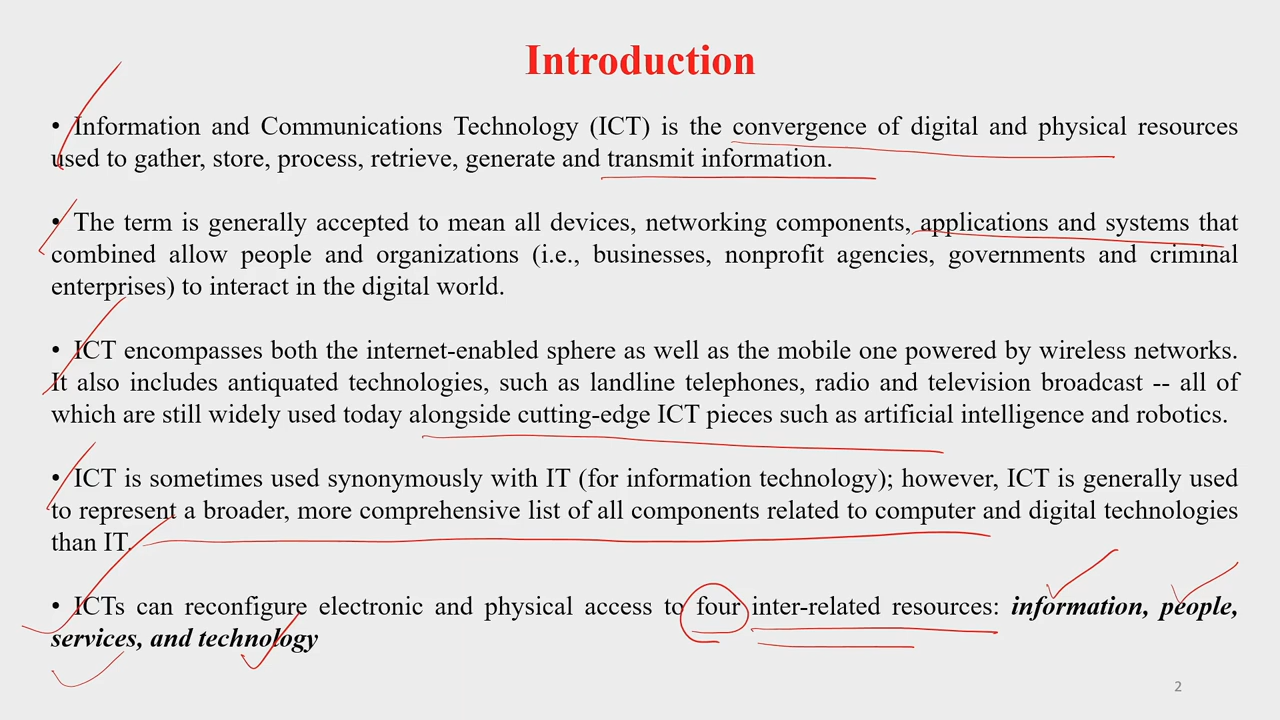 Introduction
• Information and Communications Technology (ICT) is the convergence of digital and physical resources
used to gather, store, process, retrieve, generate and transmit information.
• The term is generally accepted to mean all devices, networking components, applications and systems that
combined allow people and organizations (i.e., businesses, nonprofit agencies, governments and criminal
enterprises) to interact in the digital world.
• ICT encompasses both the internet-enabled sphere as well as the mobile one powered by wireless networks.
It also includes antiquated technologies, such as landline telephones, radio and television broadcast -- all of
which are still widely used today alongside cutting-edge ICT pieces such as artificial intelligence and robotics.
• ICT is sometimes used synonymously with IT (for information technology); however, ICT is generally used
to represent a broader, more comprehensive list of all components related to computer and digital technologies
than IT.
• ICTs can reconfigure electronic and physical access to four inter-related resources: information, people,
services, and technology
2